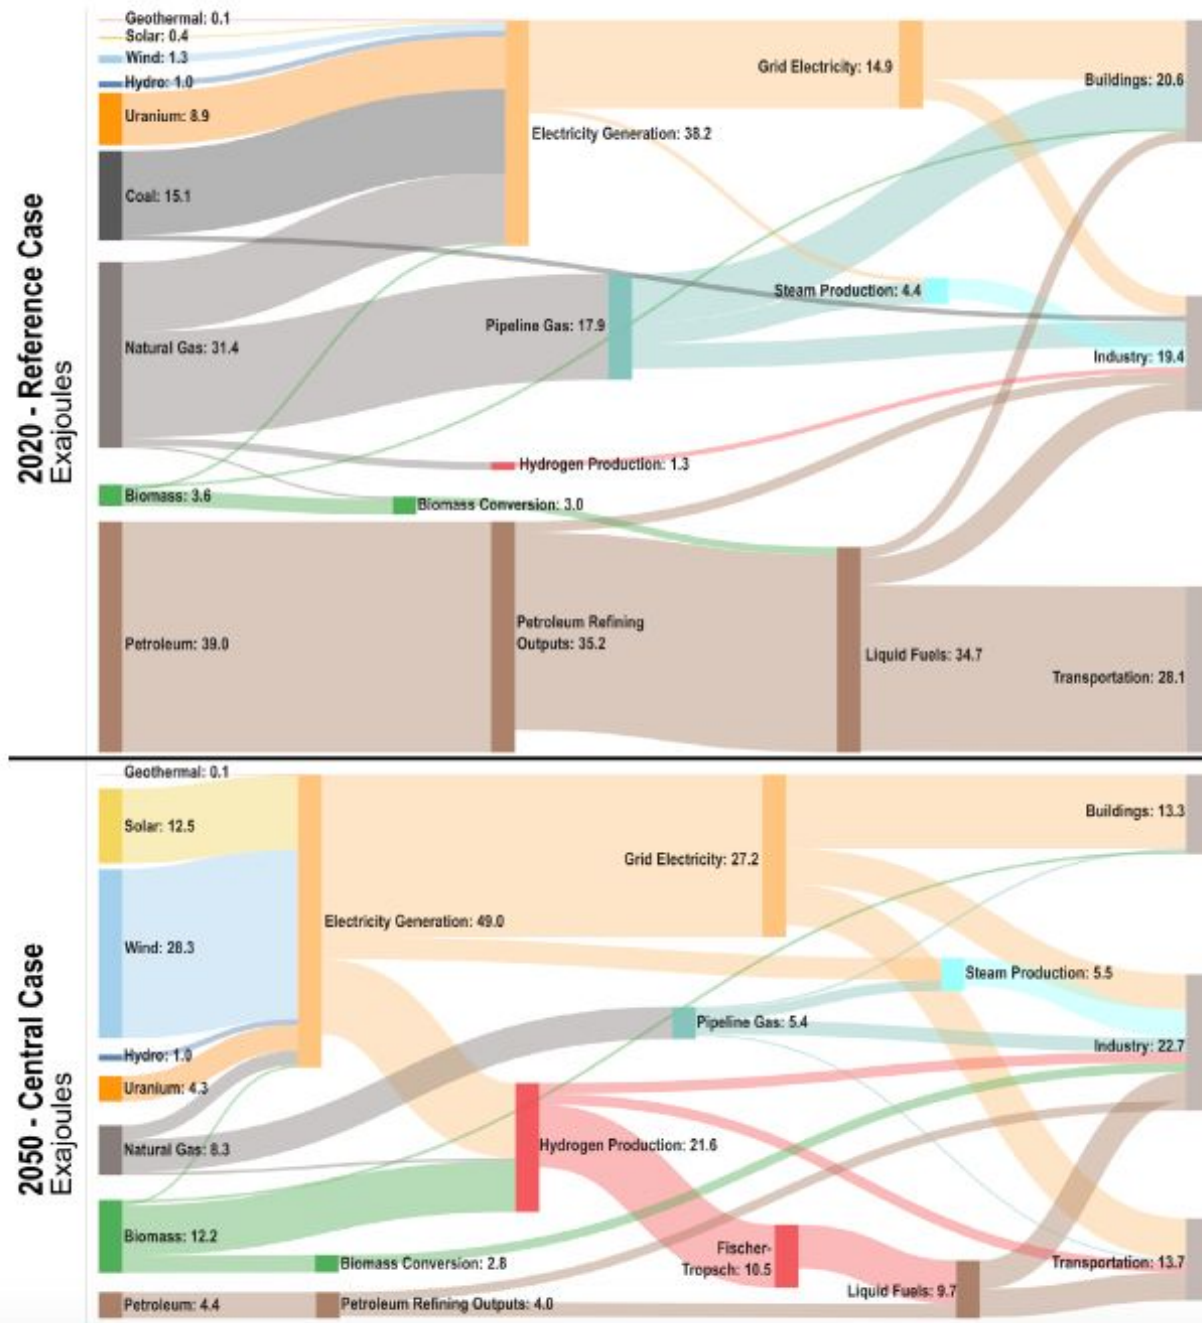 2020 - Reference Case
Exajoules
Geothermal: 0.1
Solar: 0.4
Wind: 1.3
Hydro: 1.0
Uranium: 8.9
Coal: 15.1
Natural Gas: 31.4
Biomass: 3.6
Petroleum: 39.0
Electricity Generation: 38.2
Pipeline Gas: 17.9
Hydrogen Production: 1.3
Biomass Conversion: 3.0
Petroleum Refining
Outputs: 35.2
Grid Electricity: 14.9
Steam Production: 4.4
Liquid Fuels: 34.7
Buildings: 20.6
Industry: 19.4
Transportation: 28.1
2050 - Central Case
Exajoules
Geothermal: 0.1
Solar: 12.5
Wind: 28.3
Hydro: 1.0
Uranium: 4.3
Natural Gas: 8.3
Biomass: 12.2
Petroleum: 4.4
Electricity Generation: 49.0
Biomass Conversion: 2.8
Petroleum Refining Outputs: 4.0
Hydrogen Production: 21.6
Pipeline Gas: 5.4
Fischer-
Tropsch: 10.5
Grid Electricity: 27.2
Steam Production: 5.5
Liquid Fuels: 9.7
Buildings: 13.3
Industry: 22.7
Transportation: 13.7